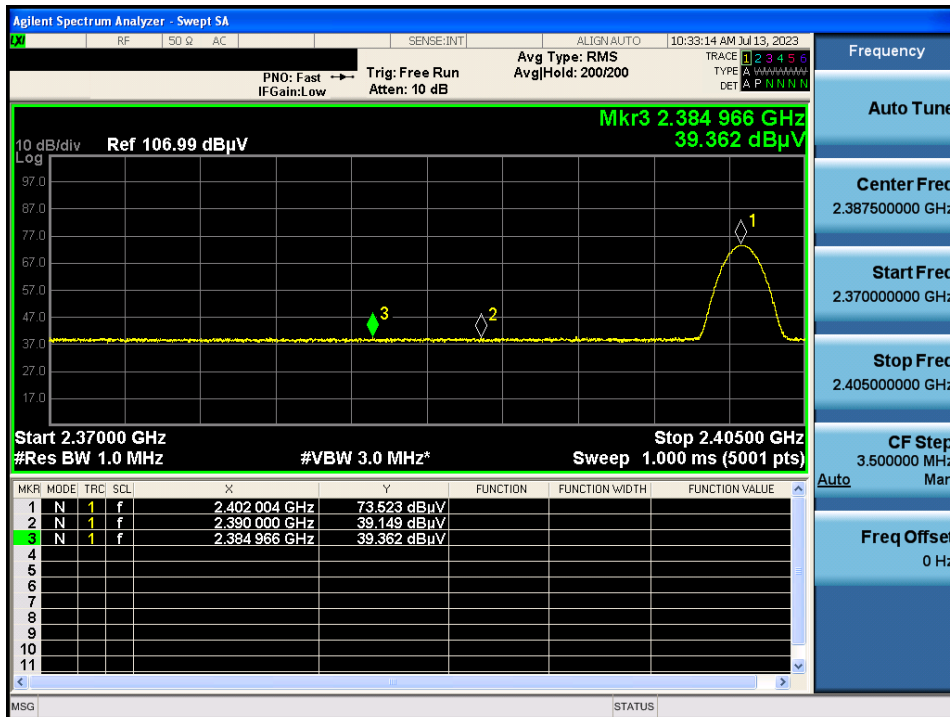 Agilent Spectrum Analyzer - Swept SA
LXI RF 50 Ω AC SENSE:INT ALIGN AUTO 10:33:14 AM Jul 13, 2023
PNO: Fast Trig: Free Run Avg Type: RMS TRACE 1 2 3 4 5 6
IFGain:Low Atten: 10 dB Avg|Hold: 200/200 TYPE A WWWWW
DET A P N N N N
Mkr3 2.384 966 GHz
39.362 dBµV
10 dB/div Ref 106.99 dBµV
Log
97.0
87.0
77.0
67.0
57.0
47.0
37.0
27.0
17.0
1
3
2
Start 2.37000 GHz Stop 2.40500 GHz
#Res BW 1.0 MHz #VBW 3.0 MHz* Sweep 1.000 ms (5001 pts)
MKR MODE TRC SCL X Y FUNCTION FUNCTION WIDTH FUNCTION VALUE
1 N 1 f 2.402 004 GHz 73.523 dBµV
2 N 1 f 2.390 000 GHz 39.149 dBµV
3 N 1 f 2.384 966 GHz 39.362 dBµV
4
5
6
7
8
9
10
11
MSG STATUS
Frequency
Auto Tune
Center Freq
2.387500000 GHz
Start Freq
2.370000000 GHz
Stop Freq
2.405000000 GHz
CF Step
3.500000 MHz
Auto Man
Freq Offset
0 Hz